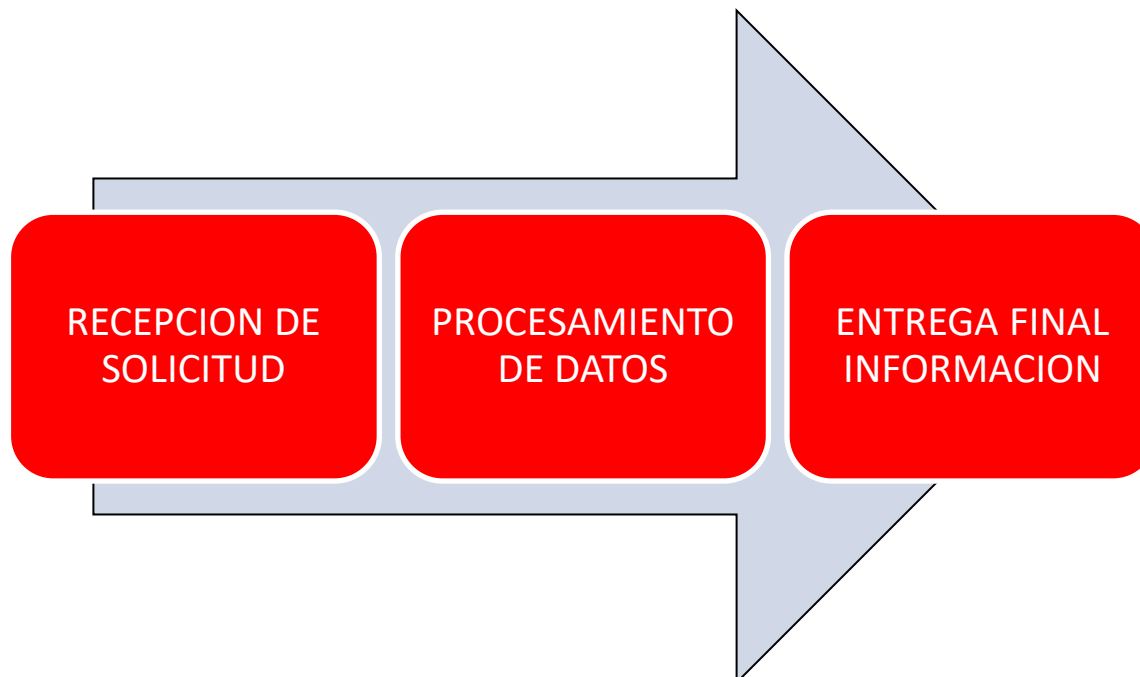 RECEPCION DE
SOLICITUD
PROCESAMIENTO
DE DATOS
ENTREGA FINAL
INFORMACION